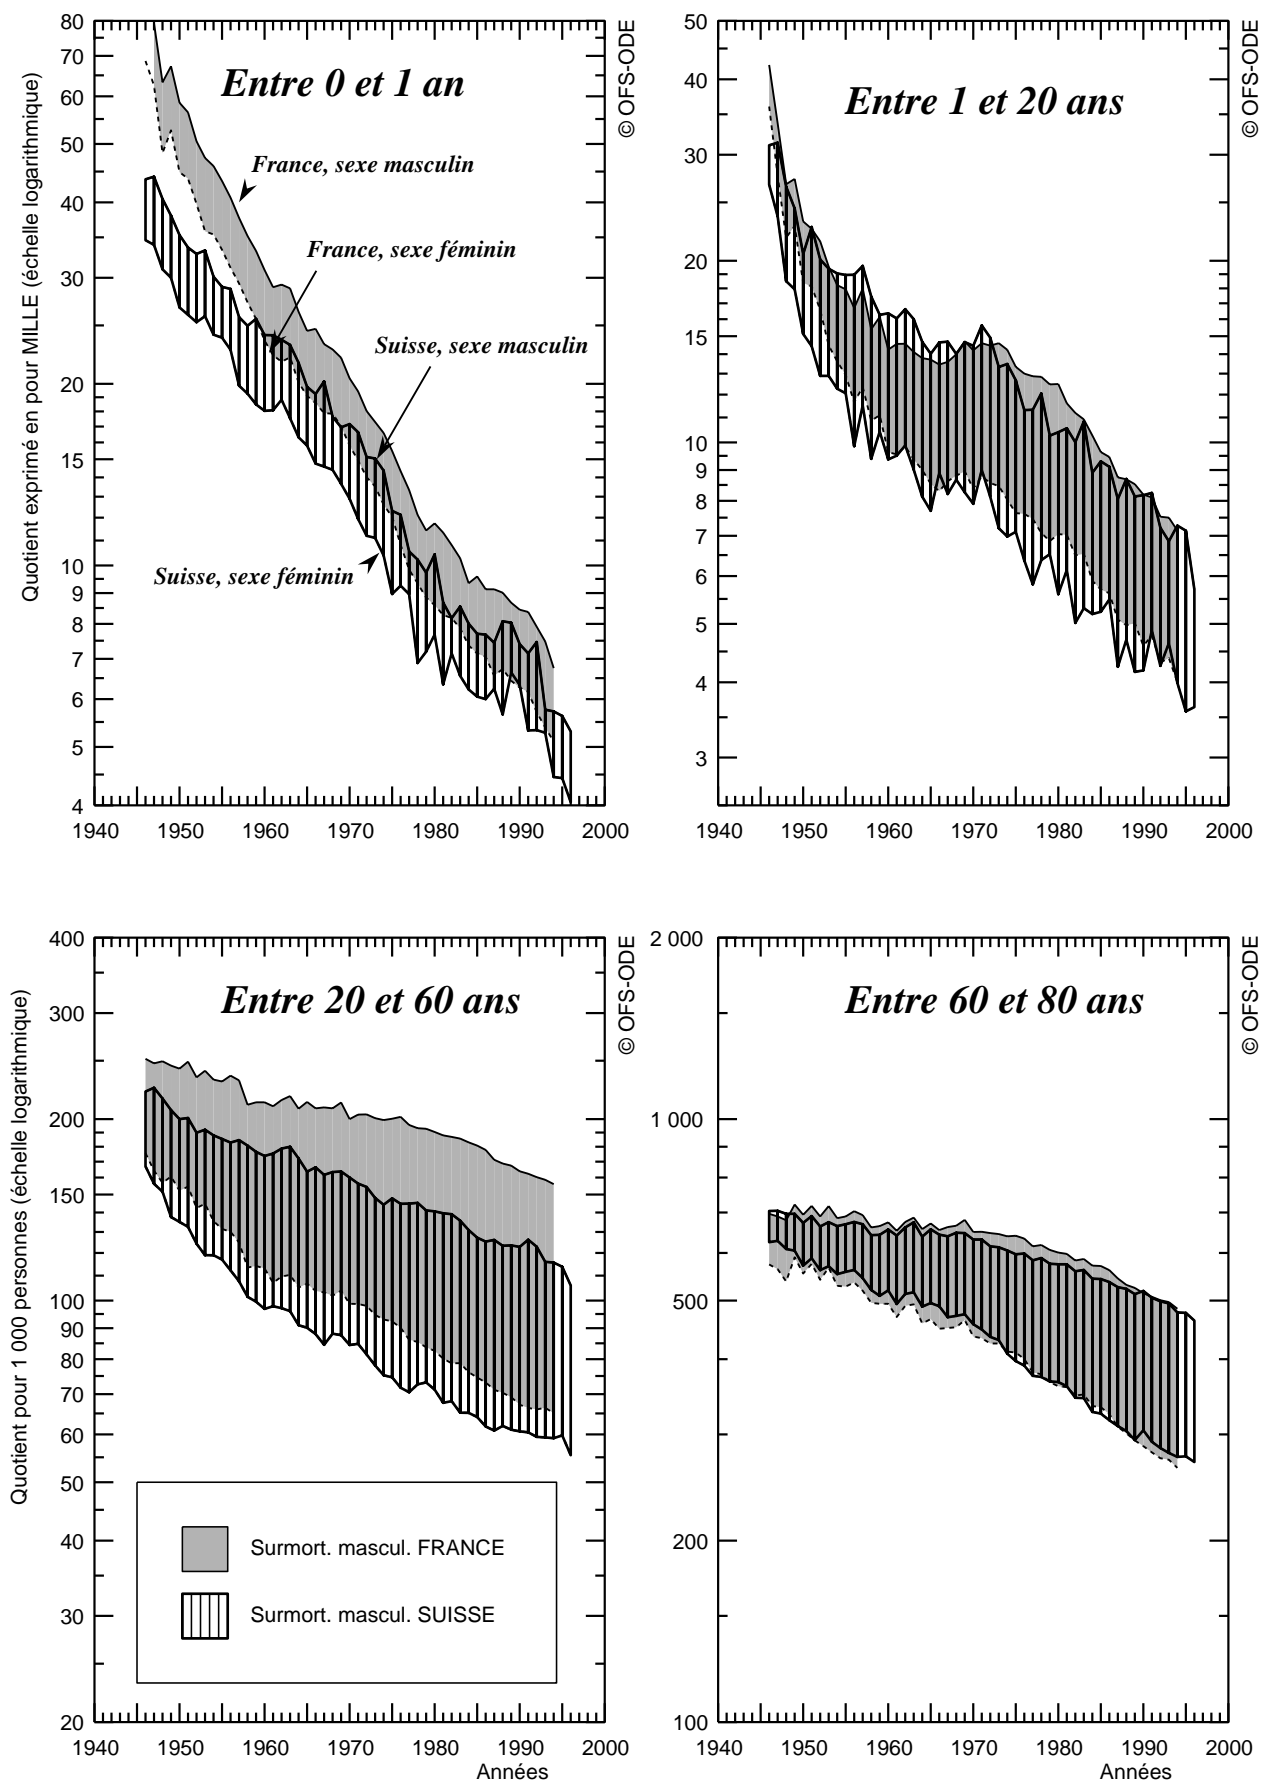 Entre 0 et 1 an
Quotient exprimé en pour MILLE (échelle logarithmique)
80
70
60
50
40
30
20
15
10
9
8
7
6
5
4
France, sexe masculin
France, sexe féminin
Suisse, sexe masculin
Suisse, sexe féminin
1940 1950 1960 1970 1980 1990 2000
© OFS-ODE
Entre 1 et 20 ans
50
40
30
20
15
10
9
8
7
6
5
4
3
1940 1950 1960 1970 1980 1990 2000
© OFS-ODE
Entre 20 et 60 ans
Quotient pour 1 000 personnes (échelle logarithmique)
400
300
200
150
100
90
80
70
60
50
40
30
20
Surmort. mascul. FRANCE
Surmort. mascul. SUISSE
1940 1950 1960 1970 1980 1990 2000
Années
© OFS-ODE
Entre 60 et 80 ans
2 000
1 000
500
200
100
1940 1950 1960 1970 1980 1990 2000
Années
© OFS-ODE